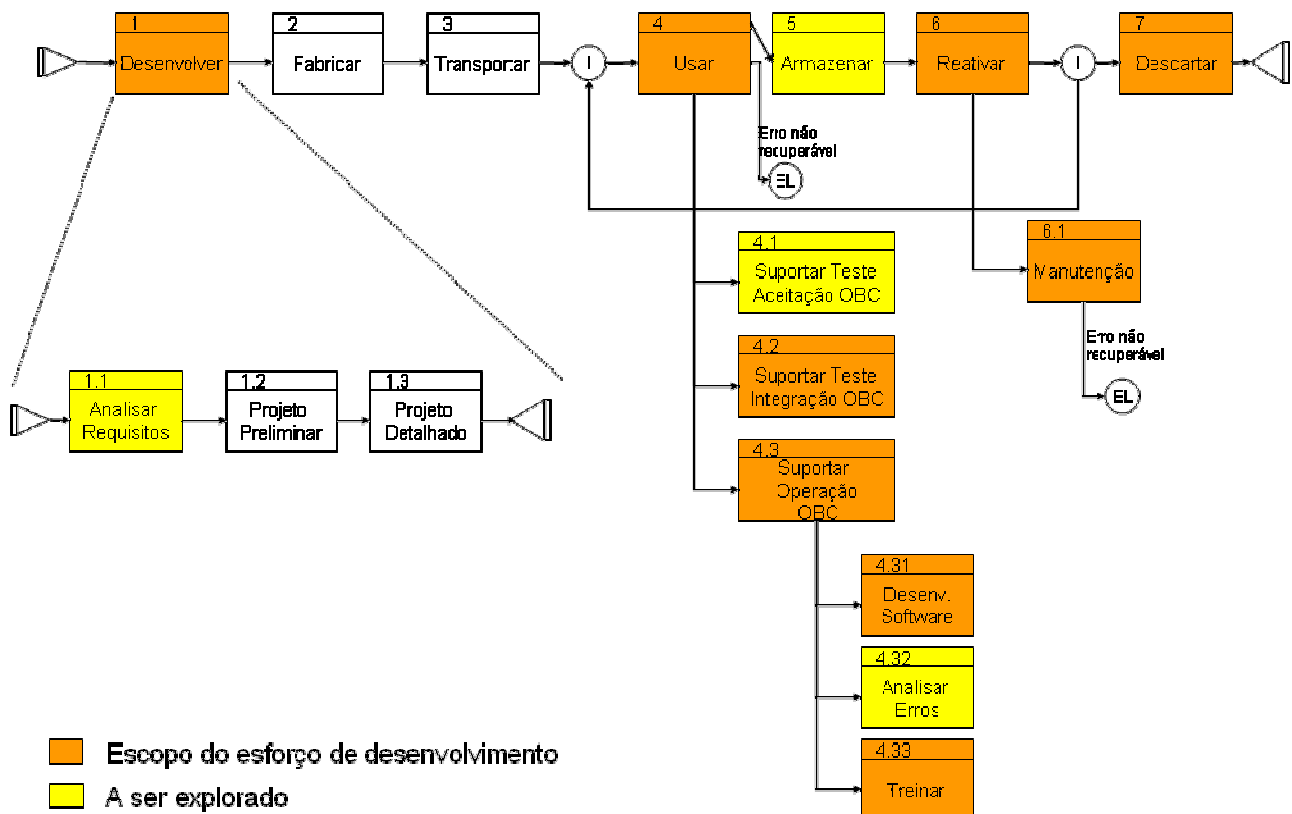 1
Desenvolver
2
Fabricar
3
Transportar
I
4
Usar
5
Armazenar
6
Reativar
I
7
Descartar
Erro não
recuperável
EL
4.1
Suportar Teste
Aceitação OBC
6.1
Manutenção
Erro não
recuperável
EL
4.2
Suportar Teste
Integração OBC
1.1
Analisar
Requisitos
1.2
Projeto
Preliminar
1.3
Projeto
Detalhado
4.3
Suportar
Operação
OBC
4.31
Desenv.
Software
4.32
Analisar
Erros
4.33
Treinar
Escopo do esforço de desenvolvimento
A ser explorado